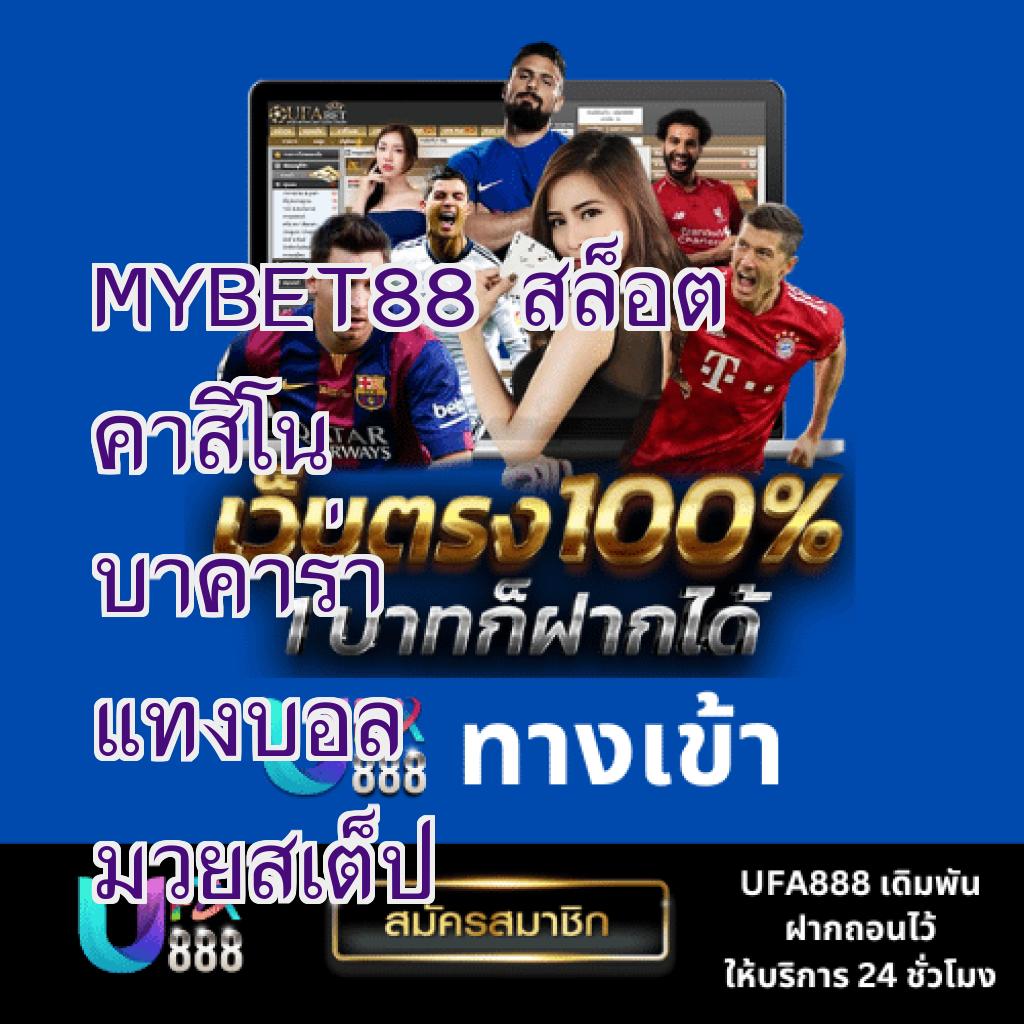 UFABET
MYBET88 สล็อต
คาสิโน
บาคาร่า
แทงบอล
มวยสเต็ป
QATAR
AIRWAYS
T
เว็บตรง100%
1 บาทก็ฝากได้
888 ทางเข้า
888
สมัครสมาชิก
UFA888 เดิมพัน
ฝากถอนไว้
ให้บริการ 24 ชั่วโมง